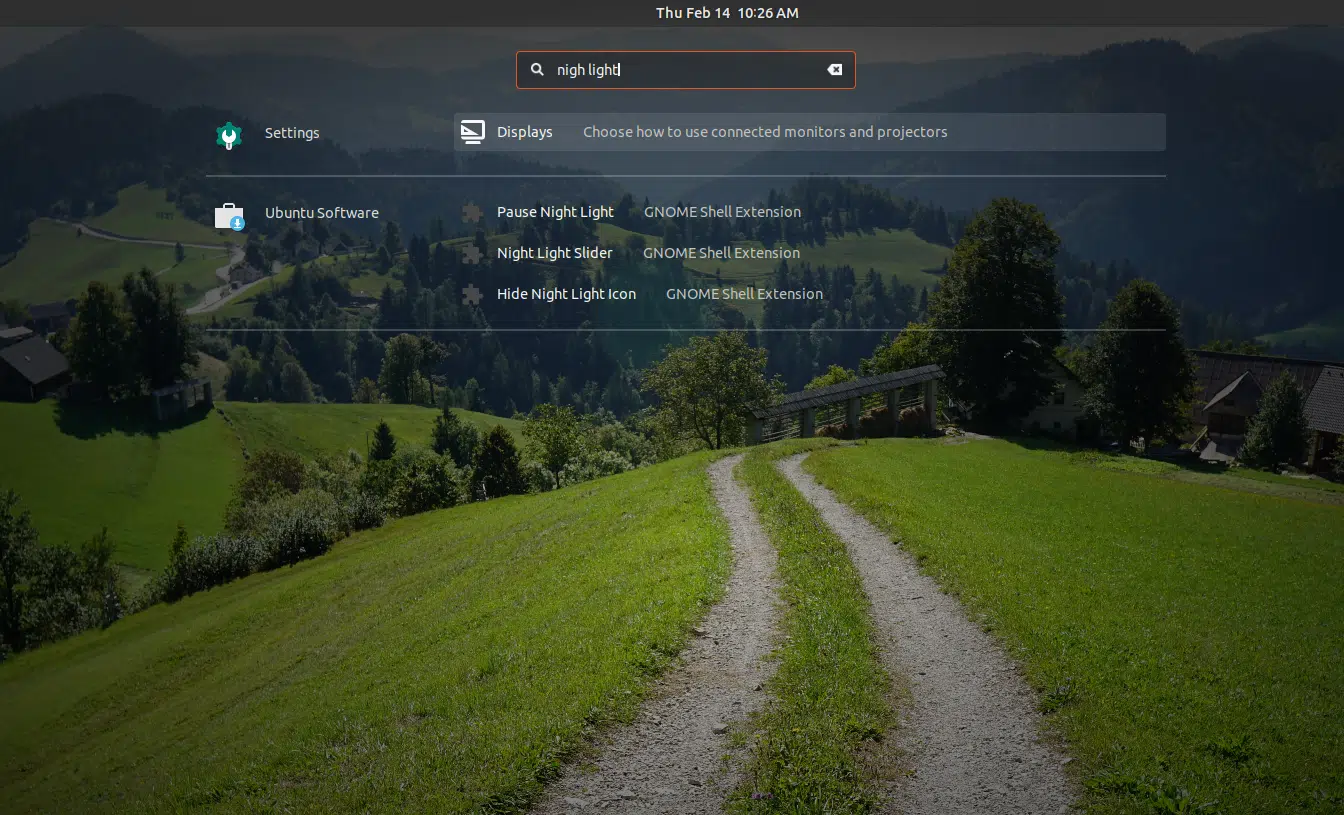 Thu Feb 14 10:26 AM
nigh light
Settings
Displays Choose how to use connected monitors and projectors
Ubuntu Software
Pause Night Light GNOME Shell Extension
Night Light Slider GNOME Shell Extension
Hide Night Light Icon GNOME Shell Extension